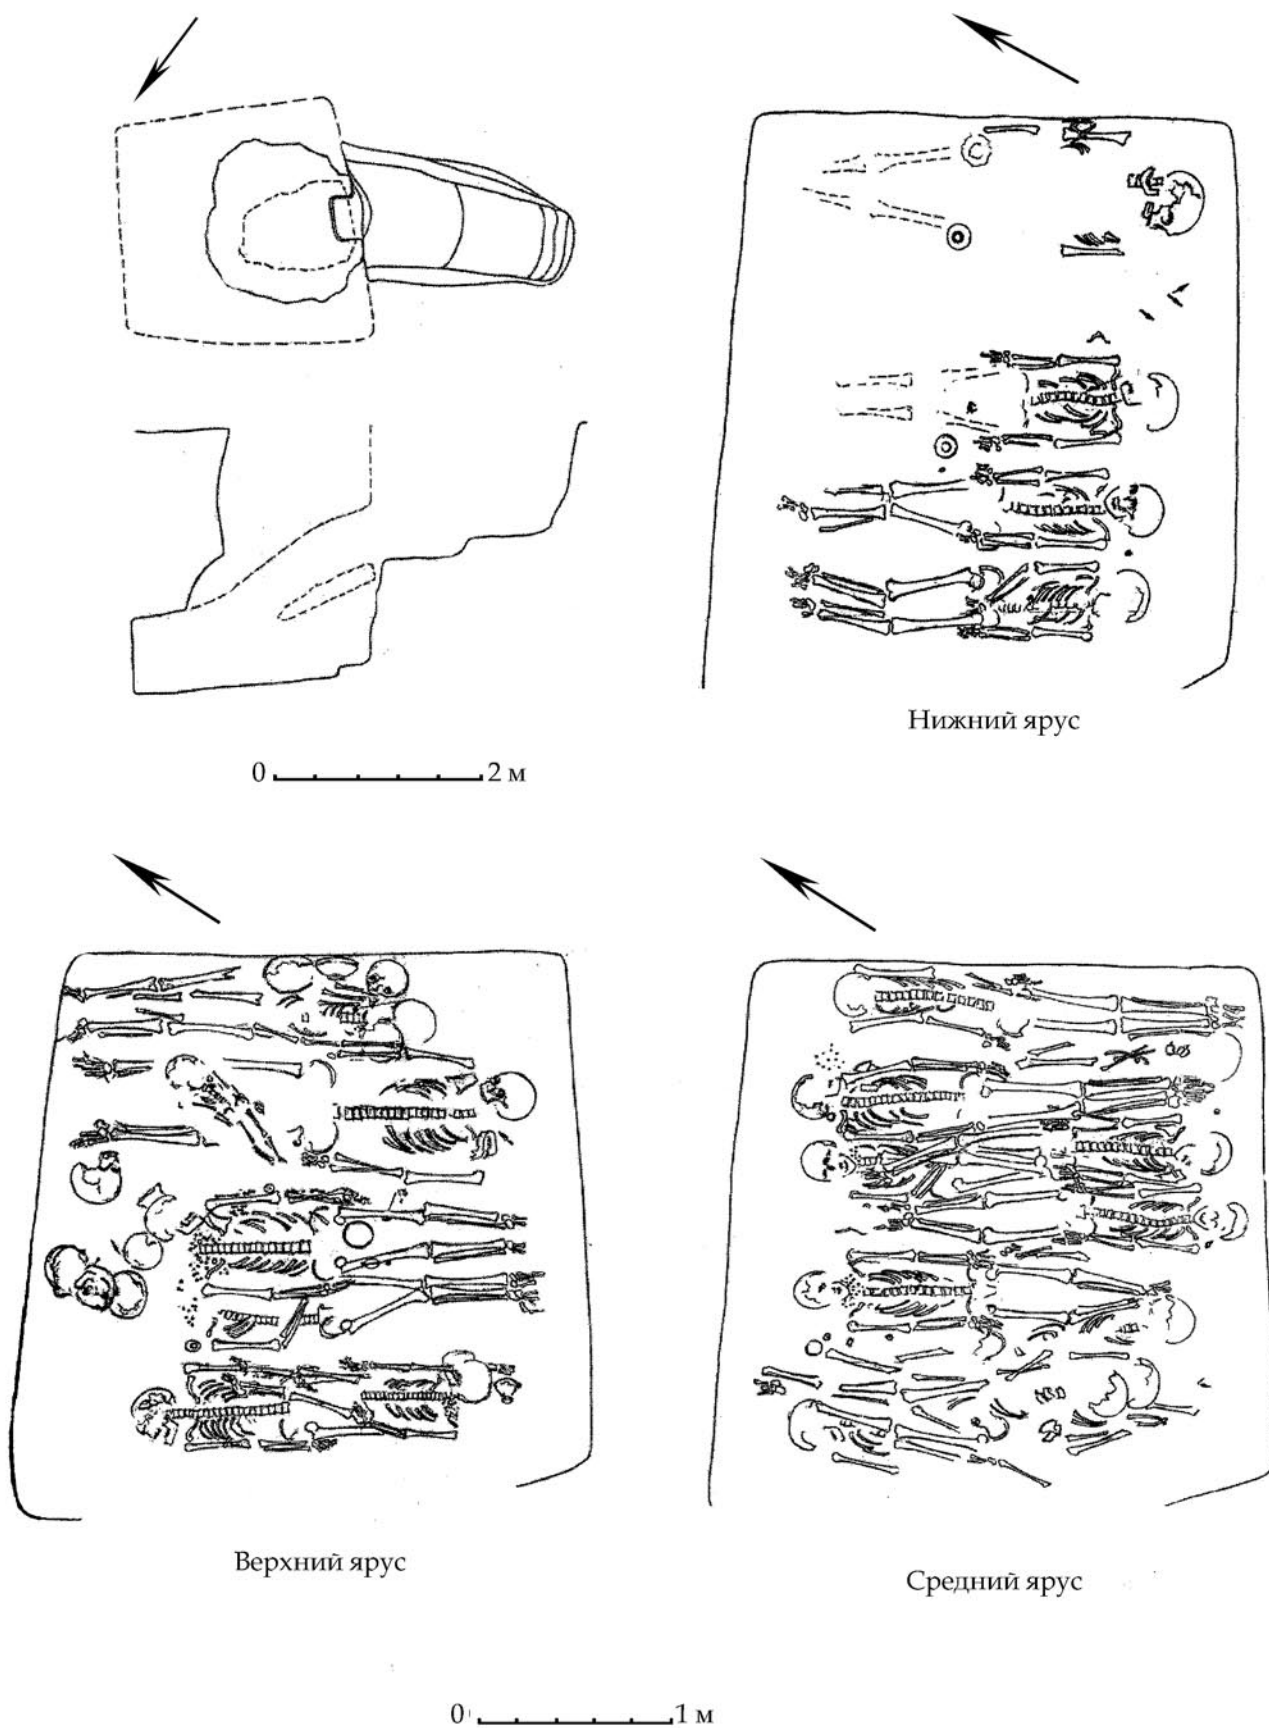 Нижний ярус
0 2 м
Верхний ярус
Средний ярус
0 1 м